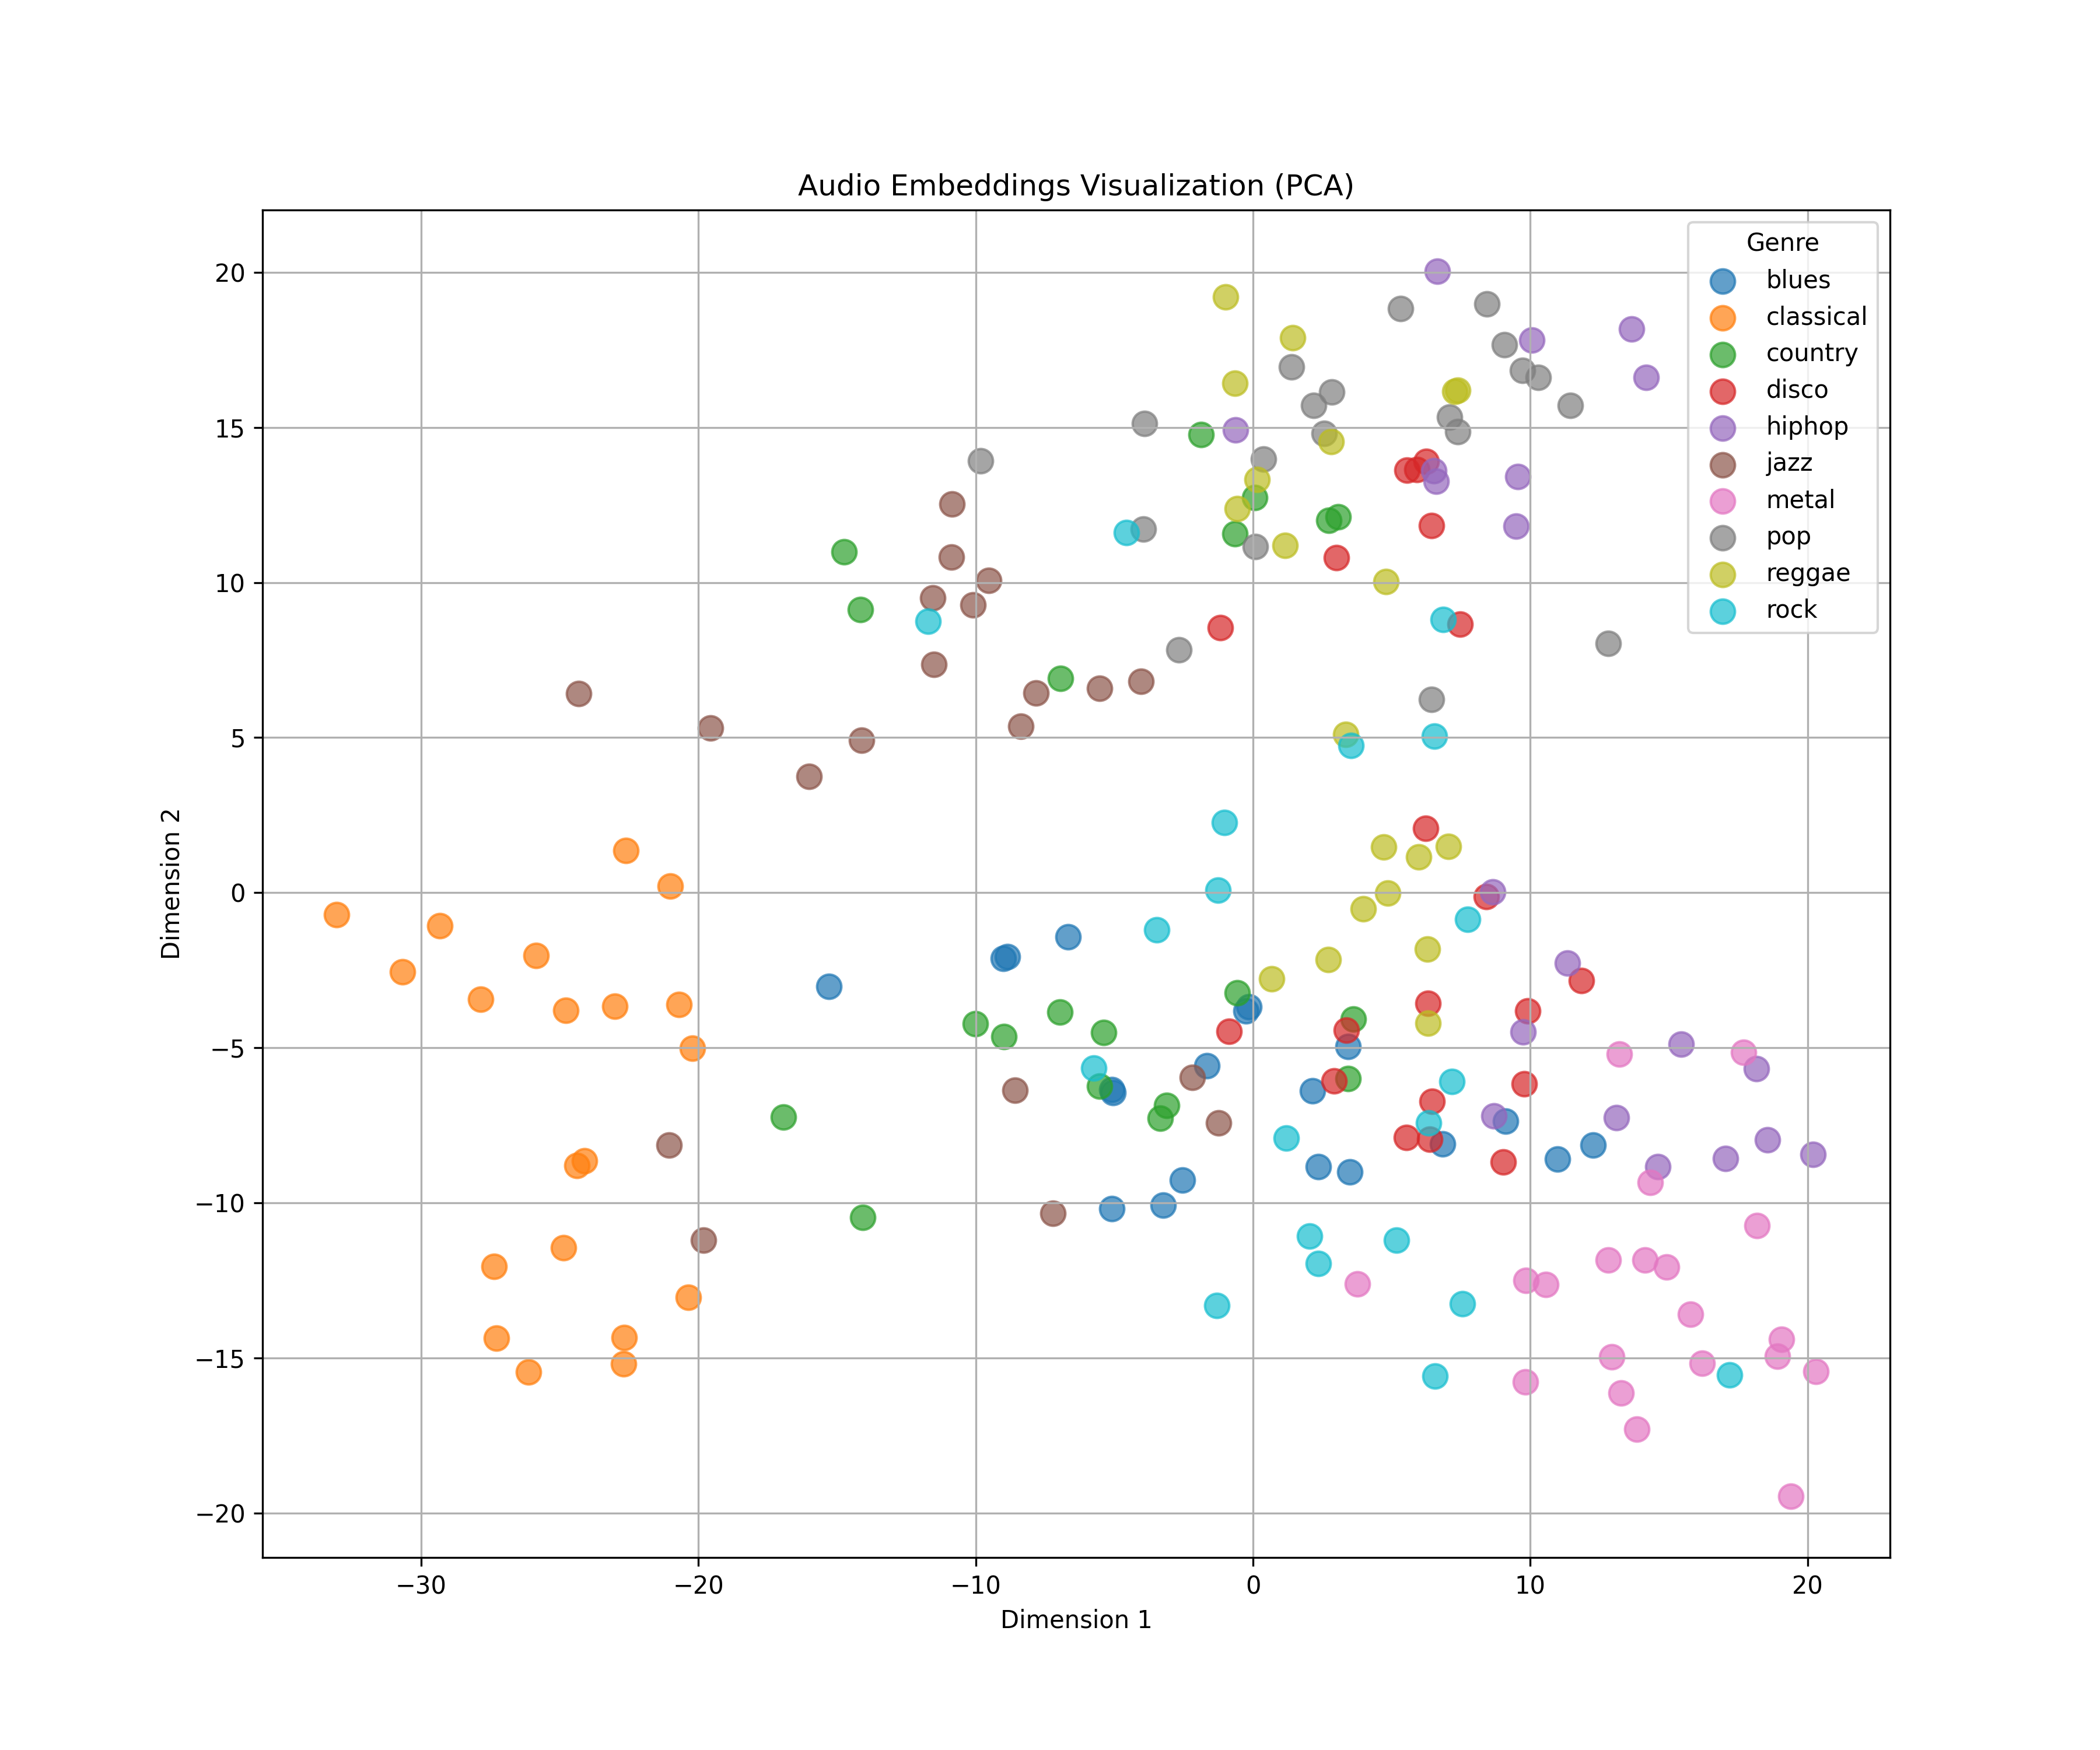 Audio Embeddings Visualization (PCA)
Genre
blues
classical
country
disco
hiphop
jazz
metal
pop
reggae
rock
Dimension 2
20
15
10
5
0
−5
−10
−15
−20
−30
−20
−10
0
10
20
Dimension 1